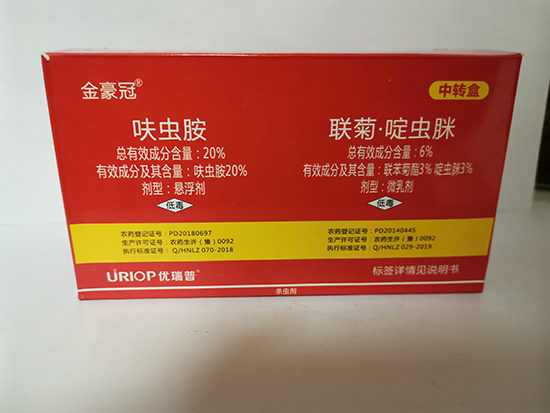 金豪冠®
中转盒
呋虫胺
总有效成分含量：20%
有效成分及其含量：呋虫胺20%
剂型：悬浮剂
低毒
联菊·啶虫脒
总有效成分含量：6%
有效成分及其含量：联苯菊酯3% 啶虫脒3%
剂型：微乳剂
低毒
农药登记证号：PD20180697
生产许可证号：农药生许（豫）0092
执行标准证号：Q/HNLZ 070-2018
农药登记证号：PD20140445
生产许可证号：农药生许（豫）0092
执行标准证号：Q/HNLZ 029-2019
URIOP优瑞普®
标签详情见说明书
杀虫剂